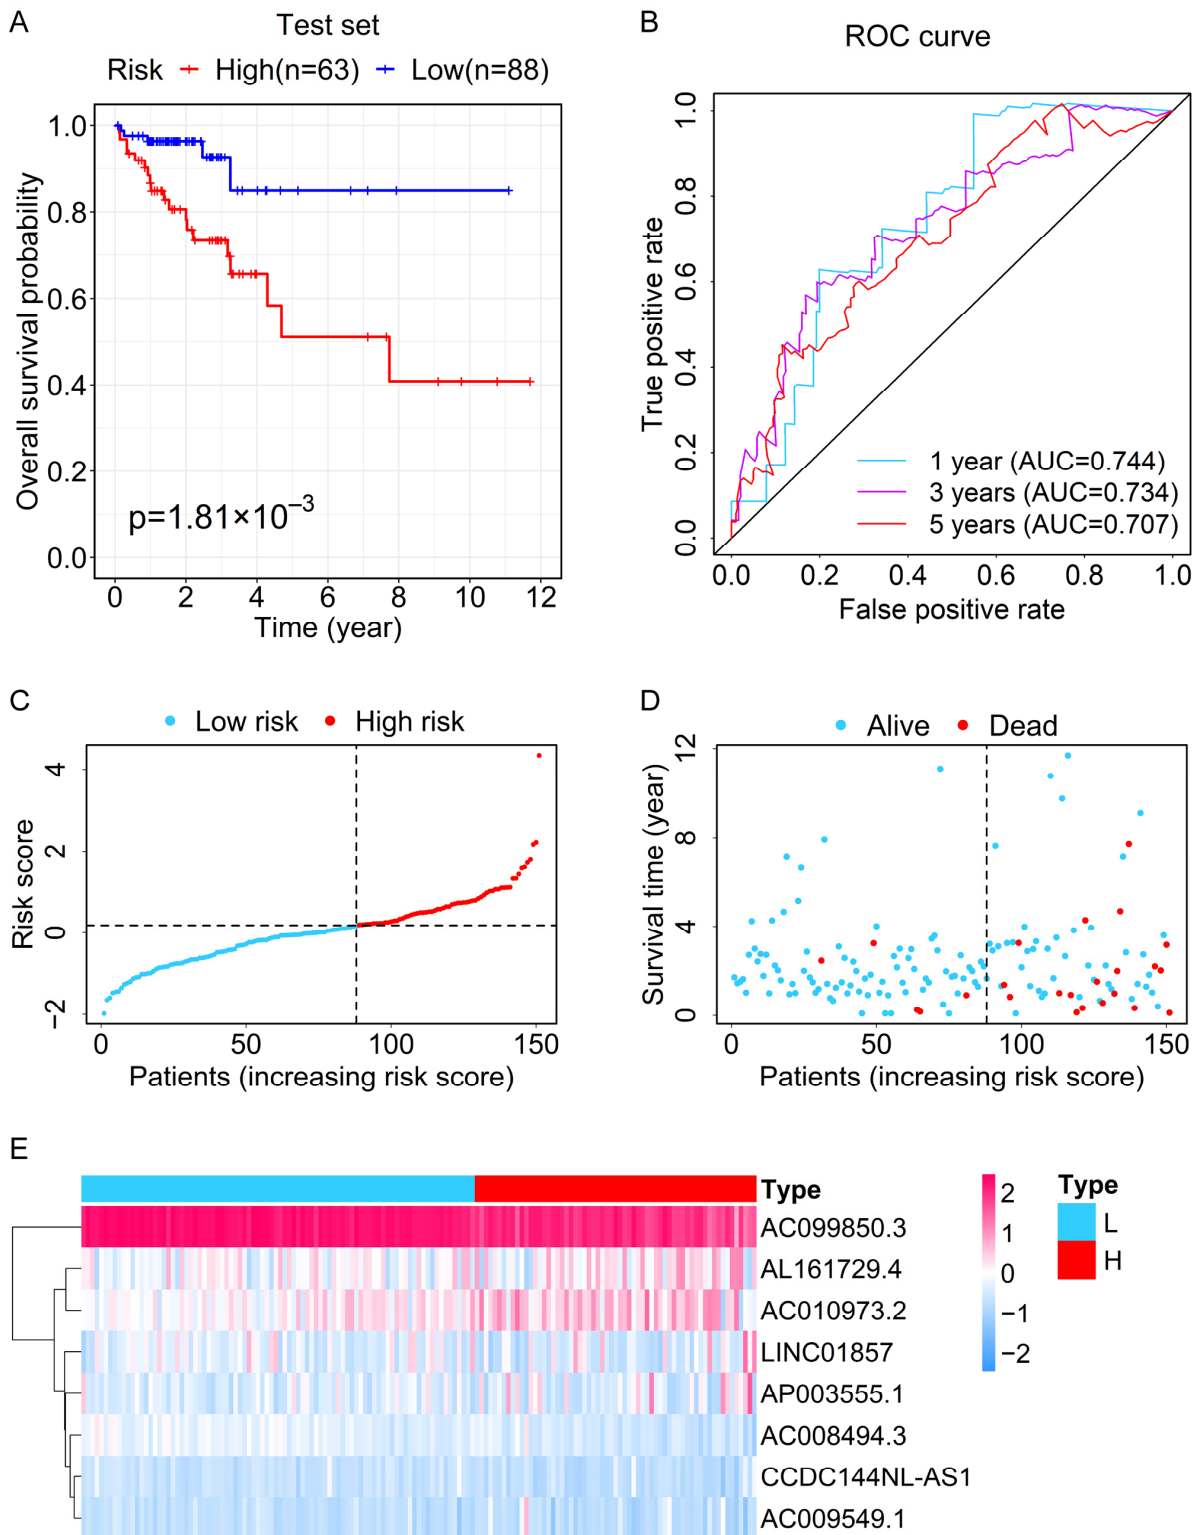 A
Test set
Risk High(n=63) Low(n=88)
Overall survival probability
1.0
0.8
0.6
0.4
0.2
0.0
p=1.81×10⁻³
0 2 4 6 8 10 12
Time (year)
B
ROC curve
True positive rate
1.0
0.8
0.6
0.4
0.2
0.0
1 year (AUC=0.744)
3 years (AUC=0.734)
5 years (AUC=0.707)
0.0 0.2 0.4 0.6 0.8 1.0
False positive rate
C
Low risk High risk
Risk score
4
2
0
−2
0 50 100 150
Patients (increasing risk score)
D
Alive Dead
Survival time (year)
12
8
4
0
0 50 100 150
Patients (increasing risk score)
E
Type
AC099850.3
AL161729.4
AC010973.2
LINC01857
AP003555.1
AC008494.3
CCDC144NL-AS1
AC009549.1
2
1
0
−1
−2
Type
L
H